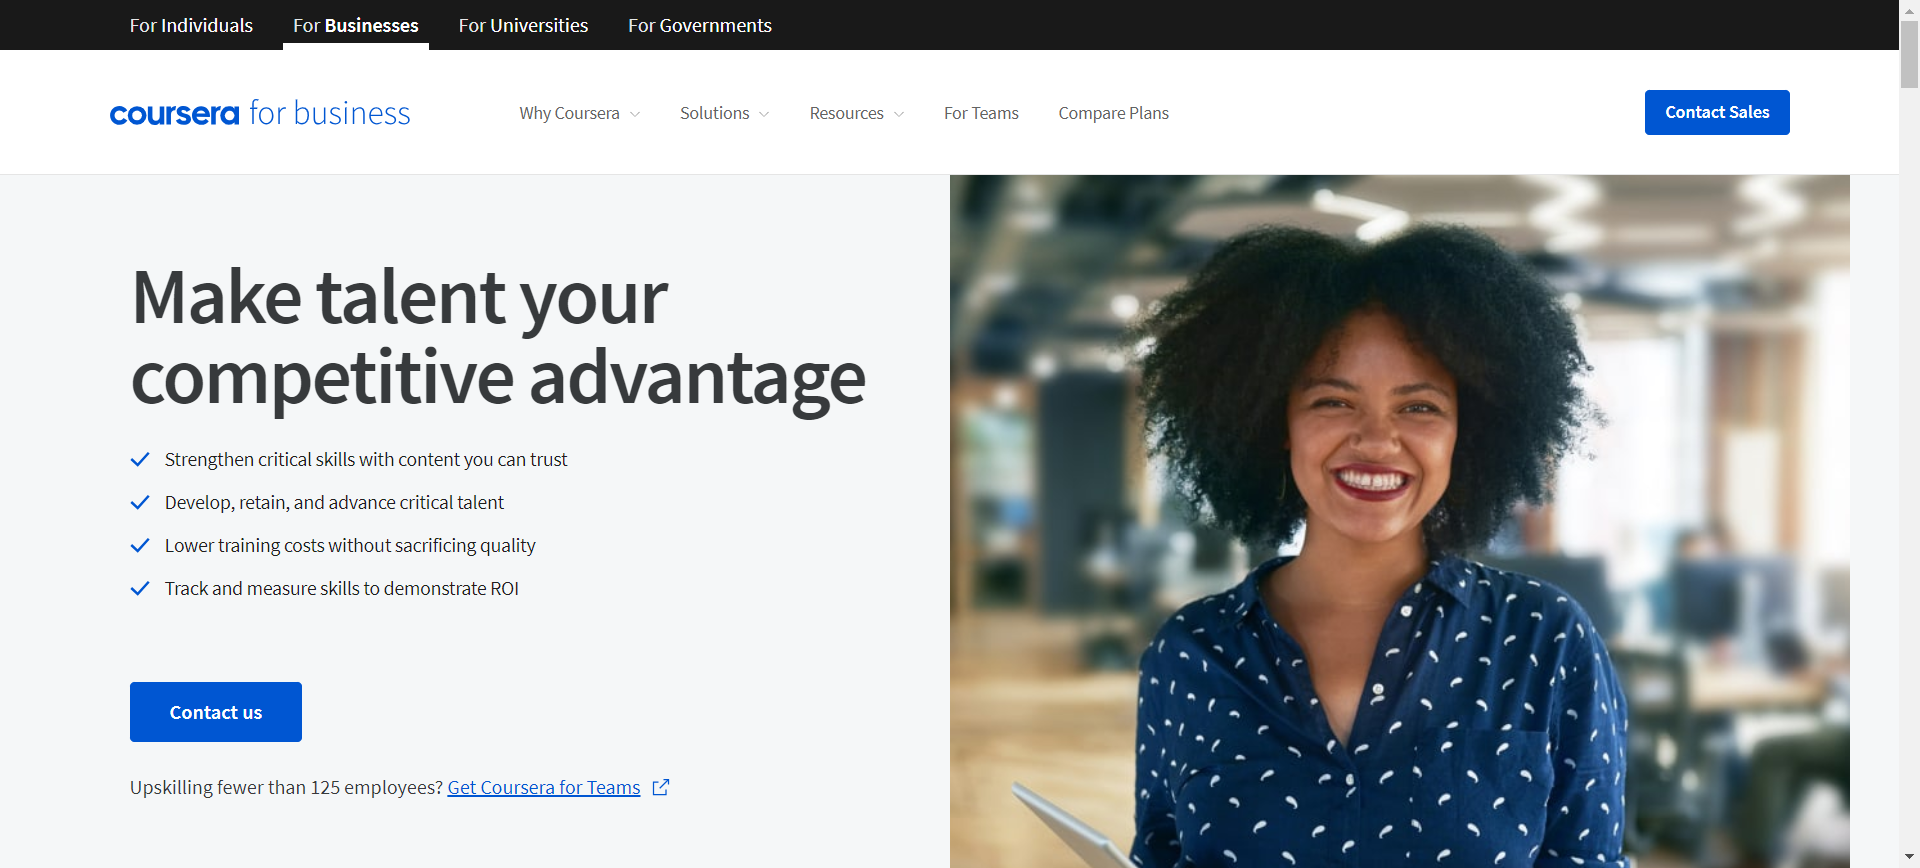 For Individuals For Businesses For Universities For Governments
coursera for business Why Coursera Solutions Resources For Teams Compare Plans Contact Sales
Make talent your
competitive advantage
Strengthen critical skills with content you can trust
Develop, retain, and advance critical talent
Lower training costs without sacrificing quality
Track and measure skills to demonstrate ROI
Contact us
Upskilling fewer than 125 employees? Get Coursera for Teams